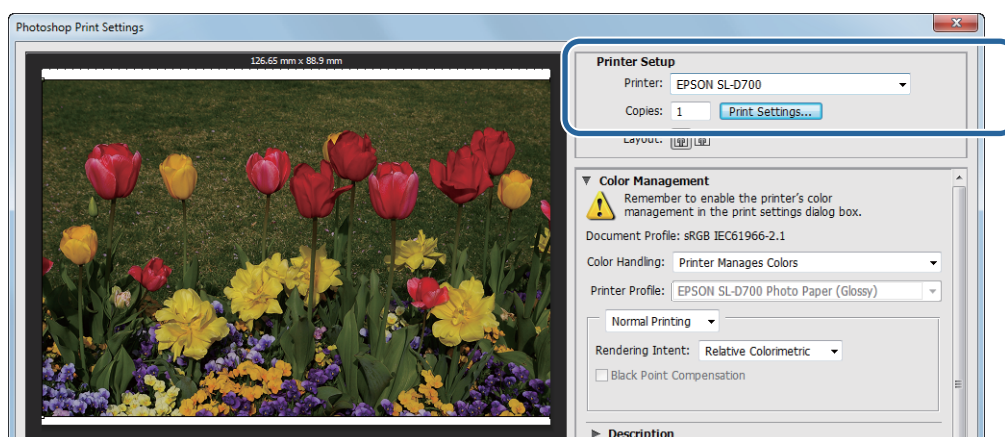 Photoshop Print Settings
126.65 mm x 88.9 mm
Printer Setup
Printer: EPSON SL-D700
Copies: 1 Print Settings...
Layout:
Color Management
Remember to enable the printer's color
management in the print settings dialog box.
Document Profile: sRGB IEC61966-2.1
Color Handling: Printer Manages Colors
Printer Profile: EPSON SL-D700 Photo Paper (Glossy)
Normal Printing
Rendering Intent: Relative Colorimetric
Black Point Compensation
Description